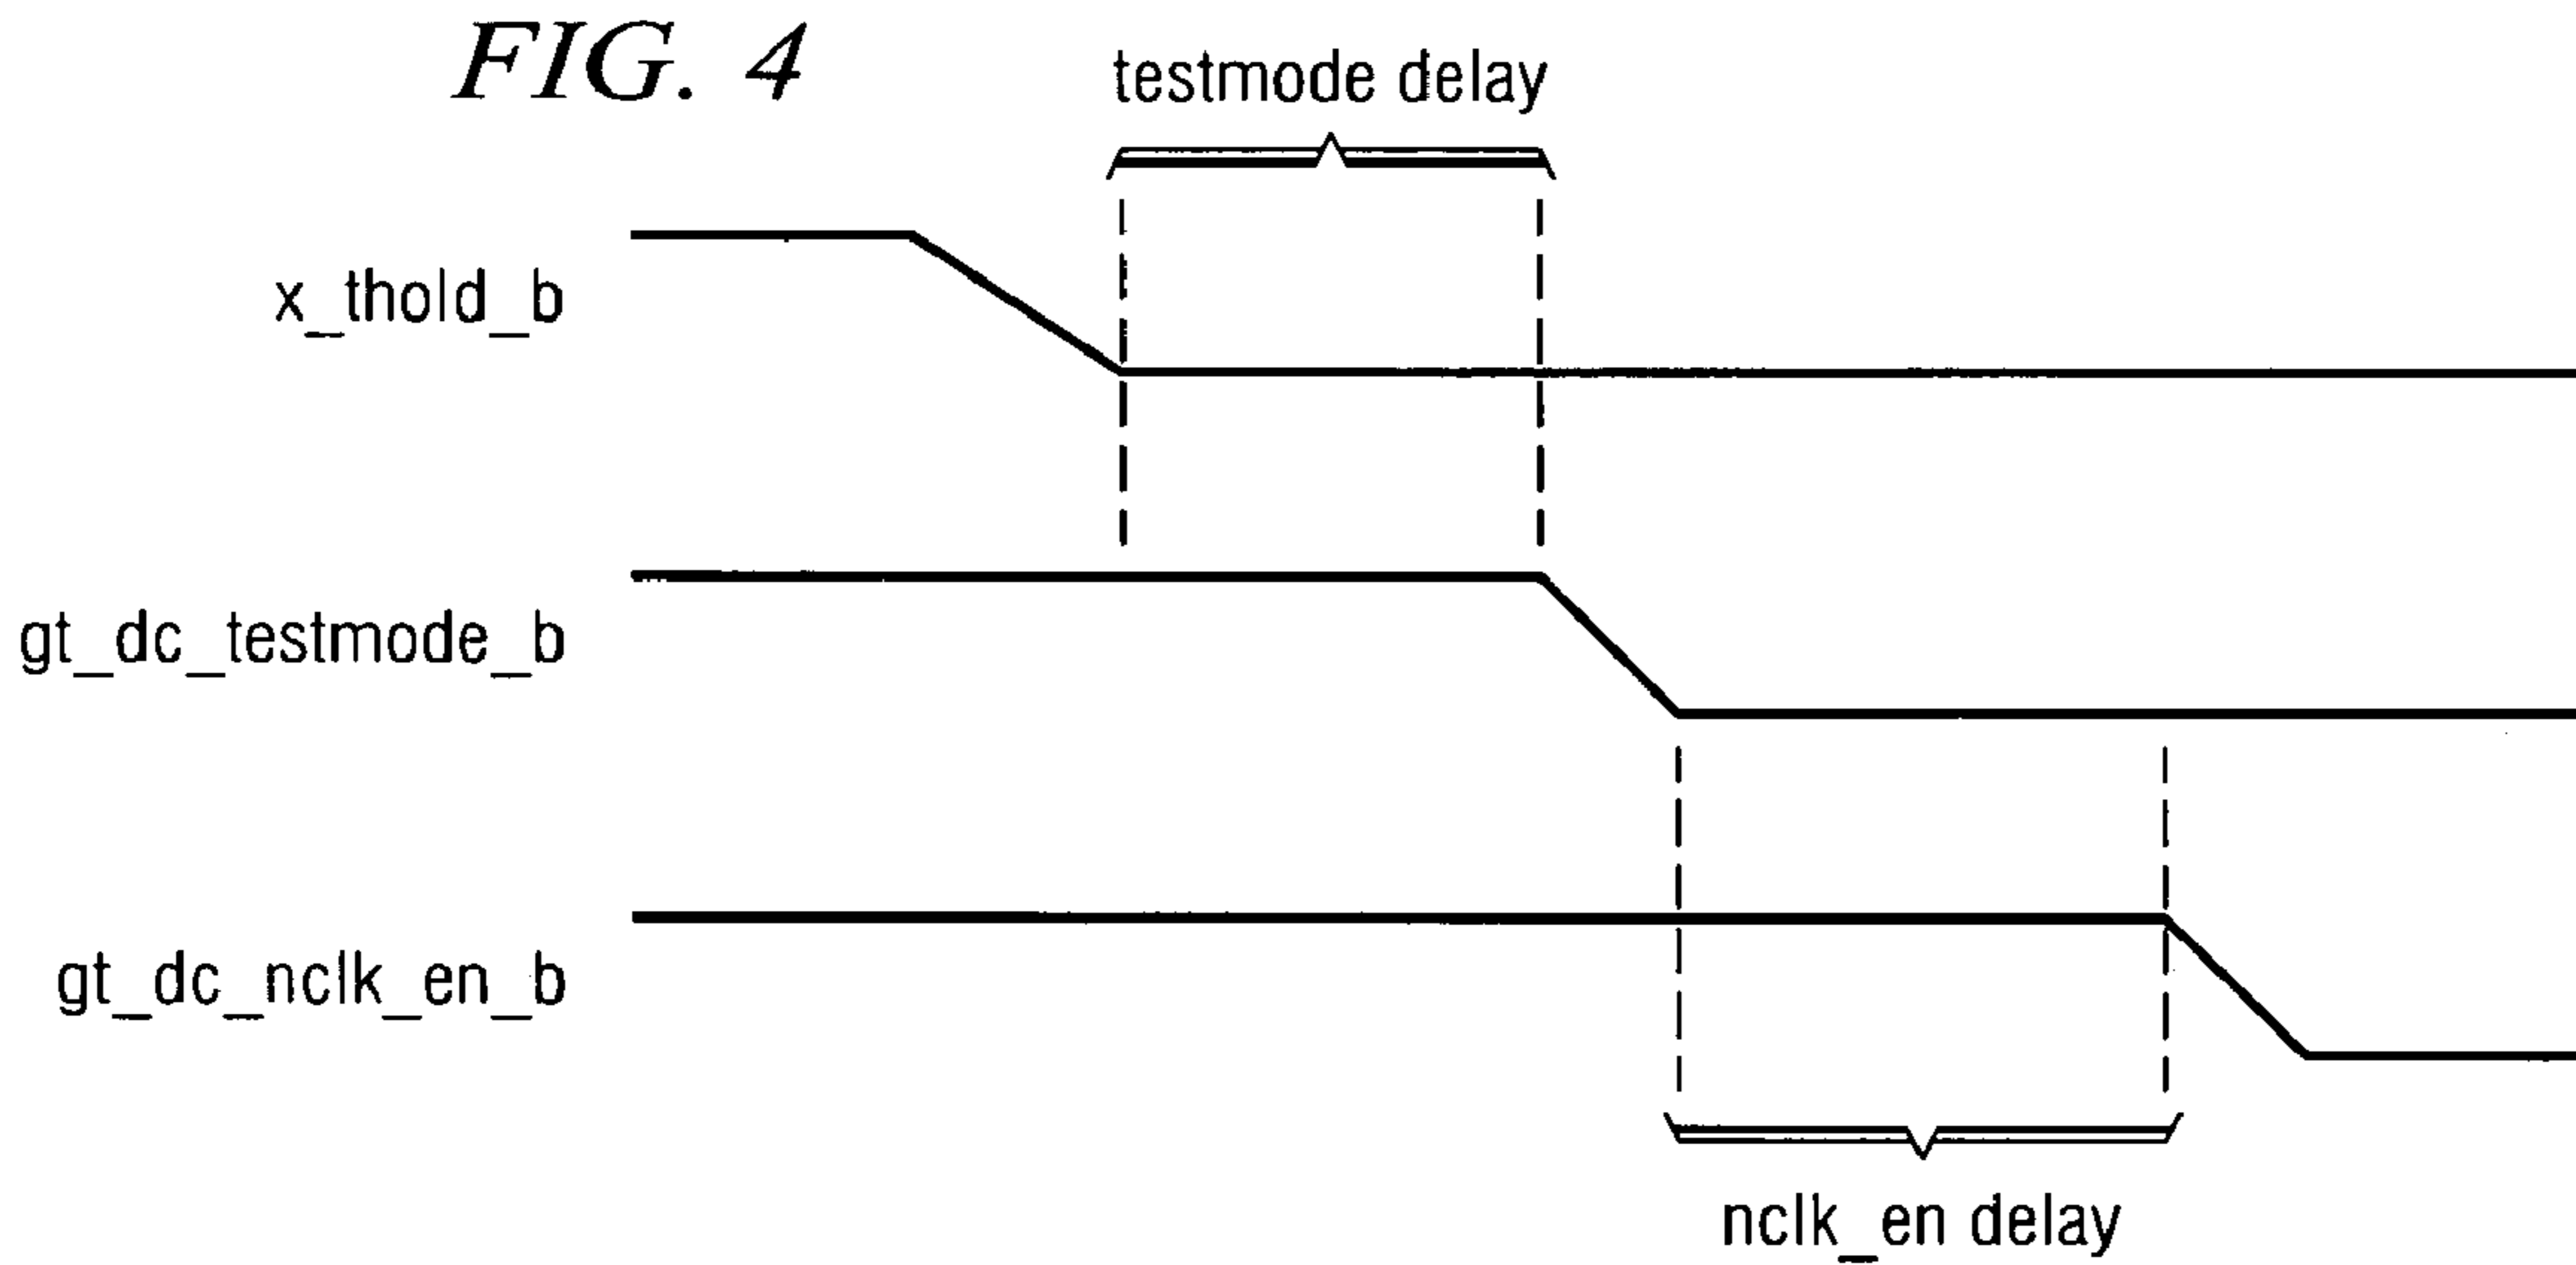 FIG. 4
testmode delay
x_thold_b
gt_dc_testmode_b
gt_dc_nclk_en_b
nclk_en delay